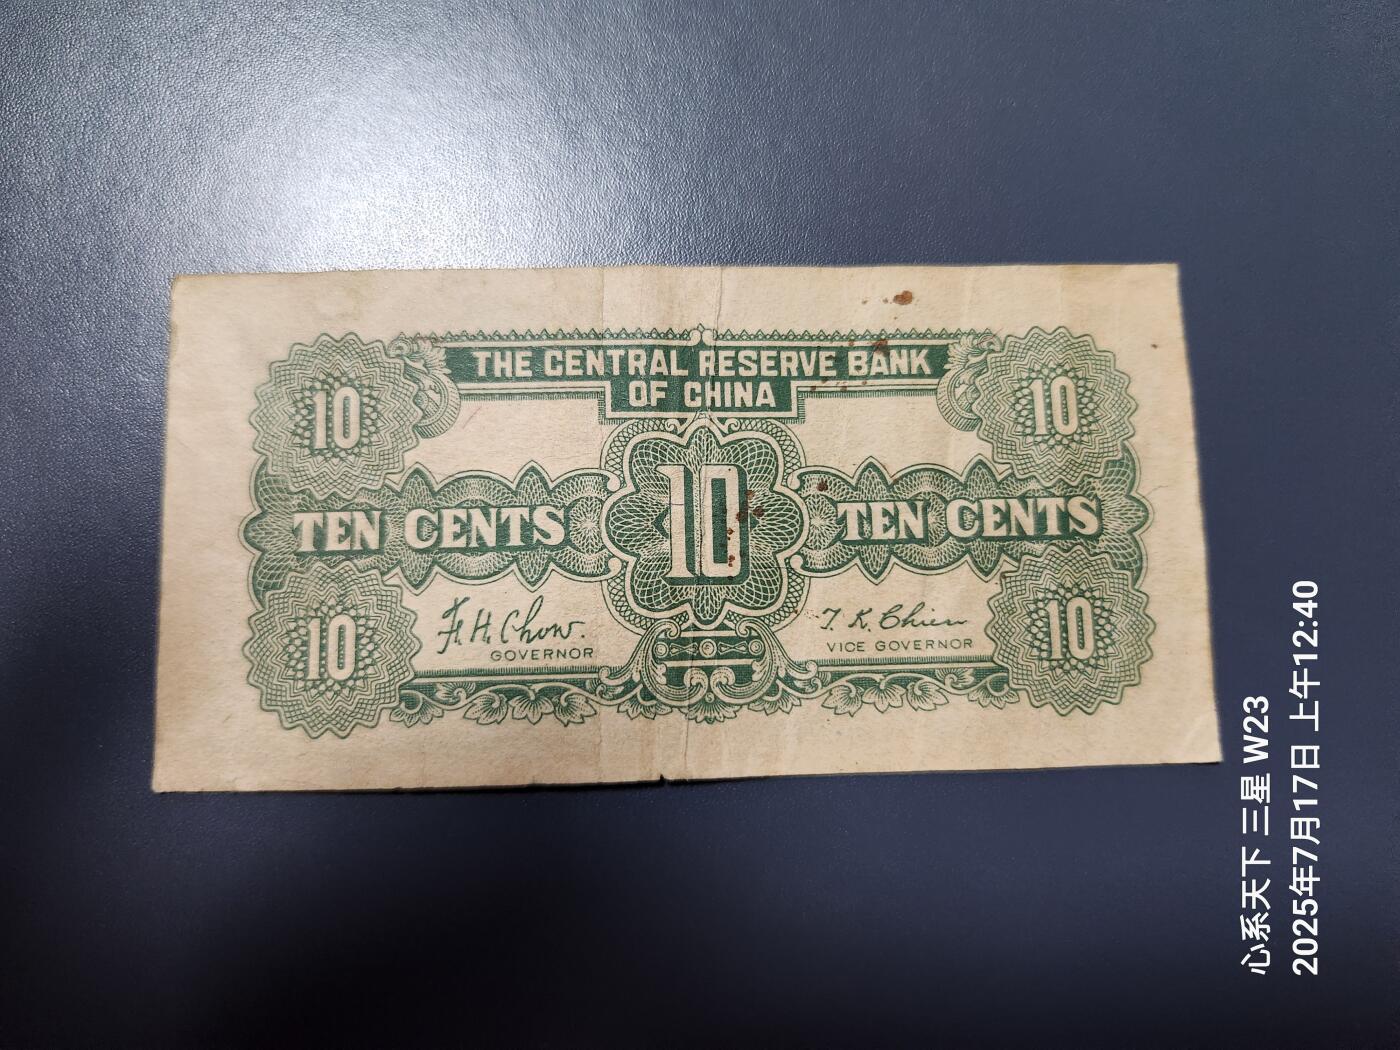 THE CENTRAL RESERVE BANK
OF CHINA
10
10
10
TEN CENTS
TEN CENTS
10
10
F. H. Chow.
GOVERNOR
T. K. Chien
VICE GOVERNOR
心系天下 三星 W23
2025年7月17日 上午12:40